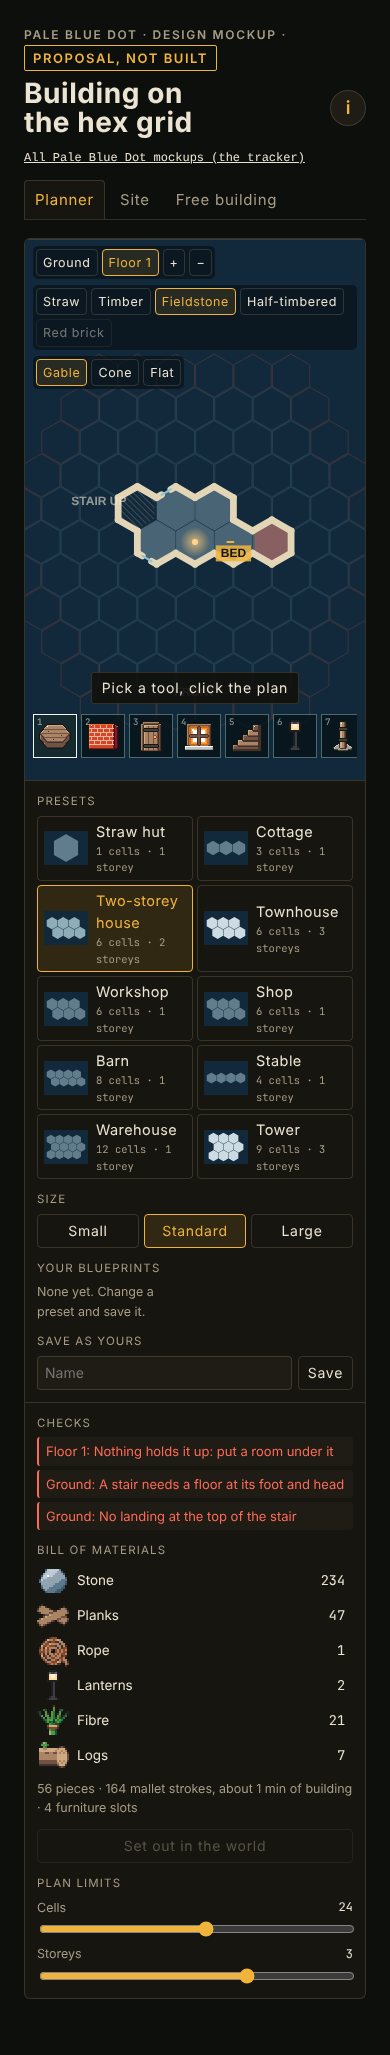 PALE BLUE DOT · DESIGN MOCKUP ·
PROPOSAL, NOT BUILT
Building on
the hex grid
i
All Pale Blue Dot mockups (the tracker)
Planner Site Free building
Ground Floor 1 + −
Straw Timber Fieldstone Half-timbered
Red brick
Gable Cone Flat
STAIR UP
BED
Pick a tool, click the plan
1 2 3 4 5 6 7
PRESETS
Straw hut
1 cells · 1
storey
Cottage
3 cells · 1
storey
Two-storey
house
6 cells · 2
storeys
Townhouse
6 cells · 3
storeys
Workshop
6 cells · 1
storey
Shop
6 cells · 1
storey
Barn
8 cells · 1
storey
Stable
4 cells · 1
storey
Warehouse
12 cells · 1
storey
Tower
9 cells · 3
storeys
SIZE
Small Standard Large
YOUR BLUEPRINTS
None yet. Change a
preset and save it.
SAVE AS YOURS
Name Save
CHECKS
Floor 1: Nothing holds it up: put a room under it
Ground: A stair needs a floor at its foot and head
Ground: No landing at the top of the stair
BILL OF MATERIALS
Stone 234
Planks 47
Rope 1
Lanterns 2
Fibre 21
Logs 7
56 pieces · 164 mallet strokes, about 1 min of building
· 4 furniture slots
Set out in the world
PLAN LIMITS
Cells 24
Storeys 3